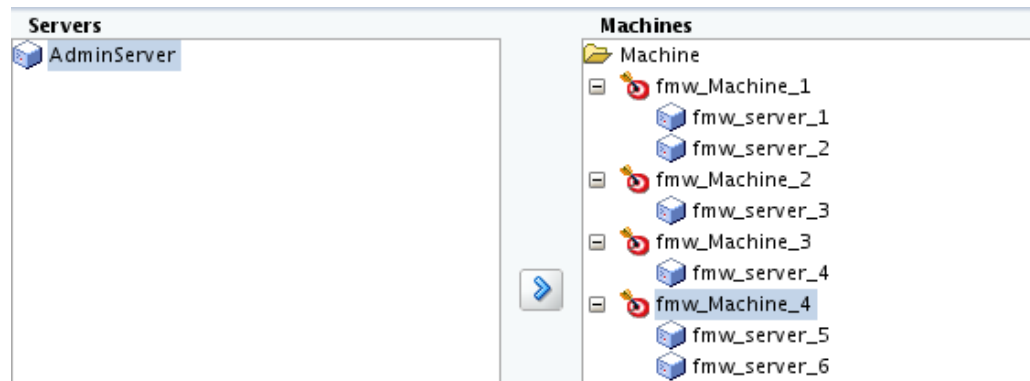 Servers
AdminServer
Machines
Machine
fmw_Machine_1
fmw_server_1
fmw_server_2
fmw_Machine_2
fmw_server_3
fmw_Machine_3
fmw_server_4
fmw_Machine_4
fmw_server_5
fmw_server_6